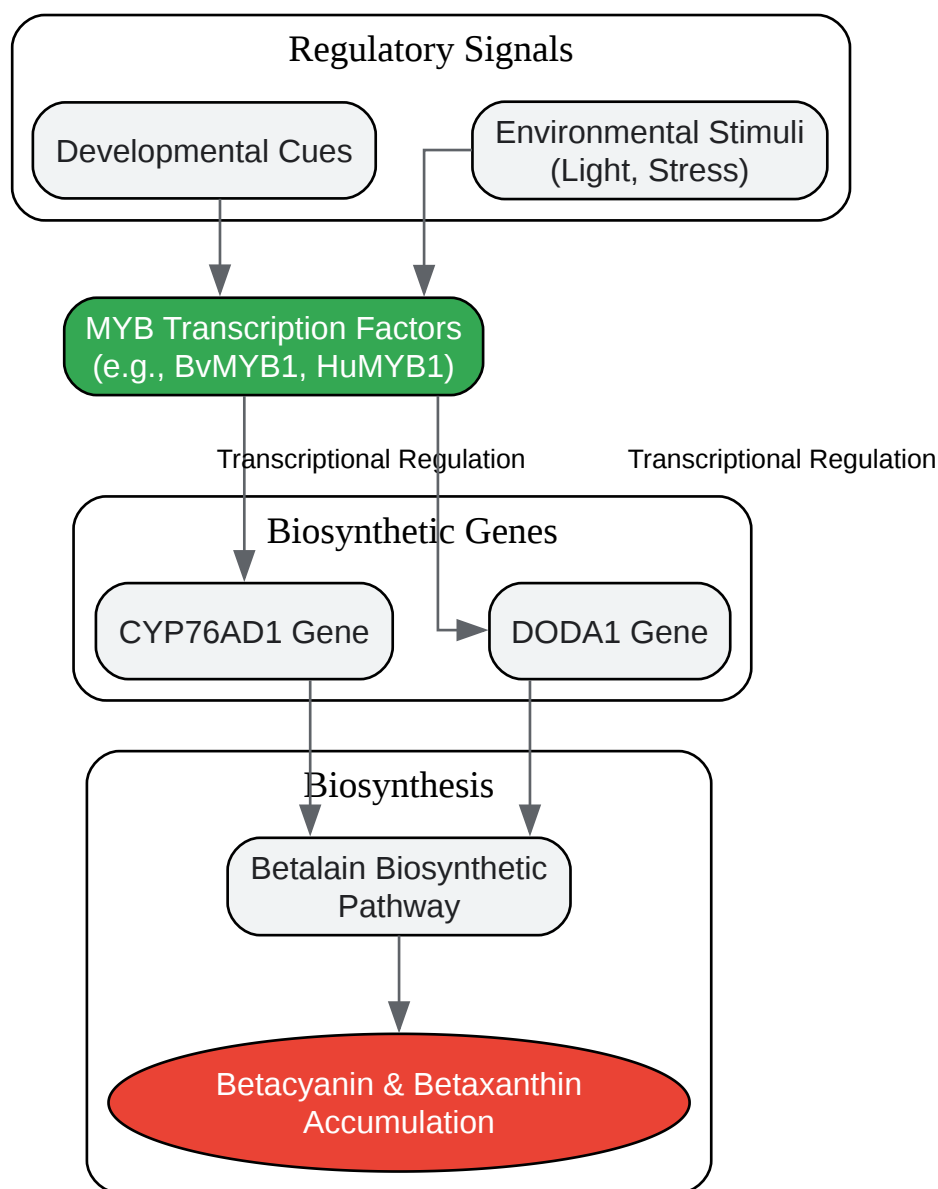 Regulatory Signals
Developmental Cues
Environmental Stimuli
(Light, Stress)
MYB Transcription Factors
(e.g., BvMYB1, HuMYB1)
Transcriptional Regulation
Transcriptional Regulation
Biosynthetic Genes
CYP76AD1 Gene
DODA1 Gene
Biosynthesis
Betalain Biosynthetic
Pathway
Betacyanin & Betaxanthin
Accumulation